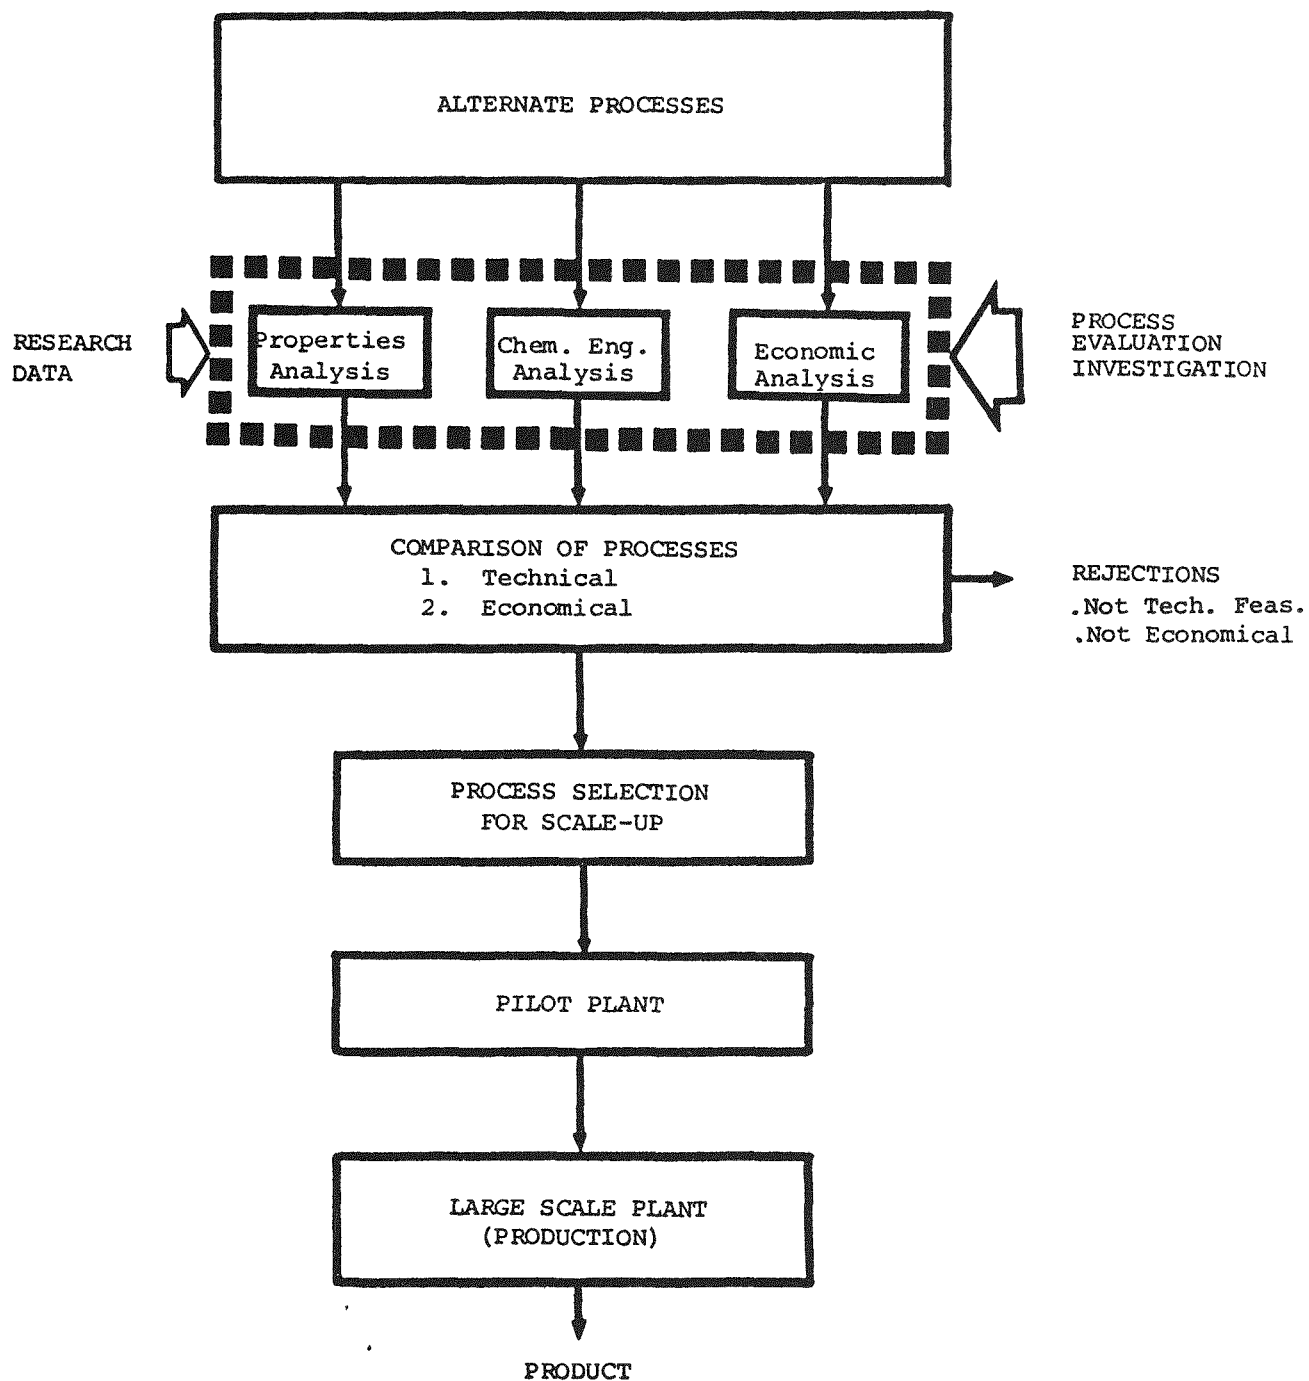 ALTERNATE PROCESSES
RESEARCH
DATA
Properties
Analysis
Chem. Eng.
Analysis
Economic
Analysis
PROCESS
EVALUATION
INVESTIGATION
COMPARISON OF PROCESSES
1. Technical
2. Economical
REJECTIONS
.Not Tech. Feas.
.Not Economical
PROCESS SELECTION
FOR SCALE-UP
PILOT PLANT
LARGE SCALE PLANT
(PRODUCTION)
PRODUCT